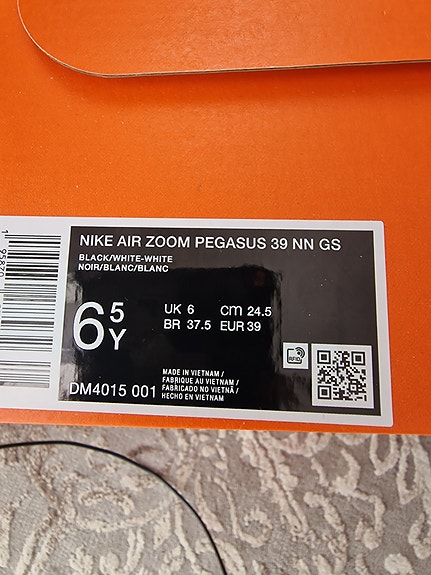 NIKE AIR ZOOM PEGASUS 39 NN GS
BLACK/WHITE-WHITE
NOIR/BLANC/BLANC
6 5 Y
UK 6 cm 24.5
BR 37.5 EUR 39
RFID
MADE IN VIETNAM /
FABRIQUE AU VIETNAM /
FABRICADO NO VIETNÃ /
HECHO EN VIETNAM
DM4015 001